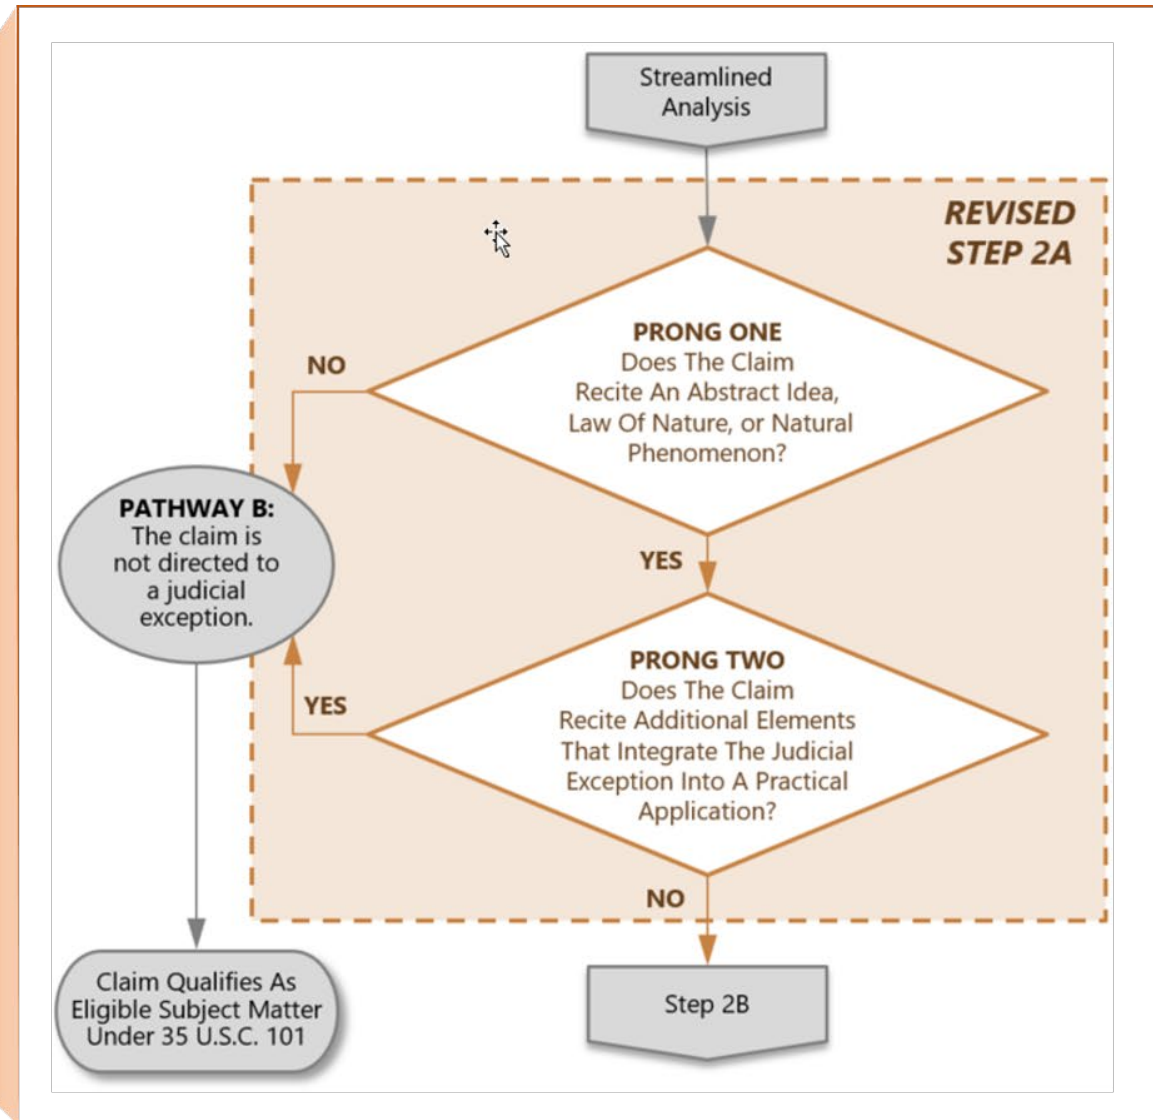 Streamlined
Analysis
REVISED
STEP 2A
PRONG ONE
Does The Claim
Recite An Abstract Idea,
Law Of Nature, or Natural
Phenomenon?
NO
YES
PATHWAY B:
The claim is
not directed to
a judicial
exception.
PRONG TWO
Does The Claim
Recite Additional Elements
That Integrate The Judicial
Exception Into A Practical
Application?
YES
NO
Claim Qualifies As
Eligible Subject Matter
Under 35 U.S.C. 101
Step 2B